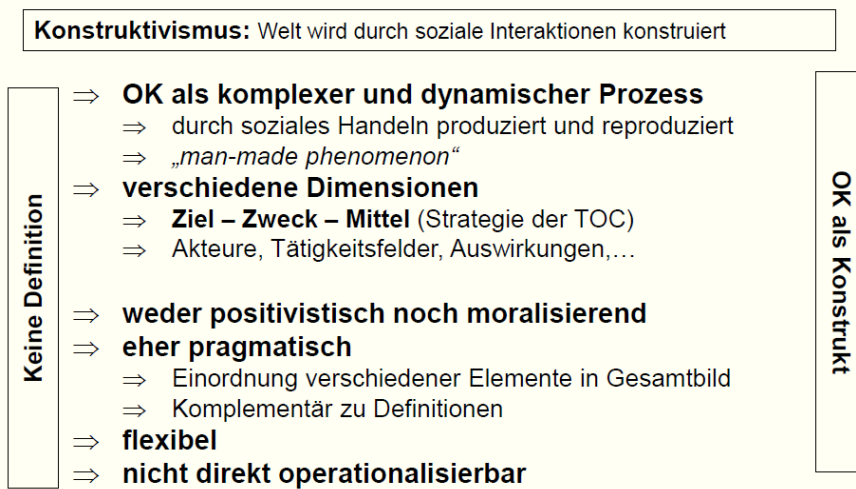 Konstruktivismus: Welt wird durch soziale Interaktionen konstruiert
Keine Definition
⇒ OK als komplexer und dynamischer Prozess
⇒ durch soziales Handeln produziert und reproduziert
⇒ „man-made phenomenon“
⇒ verschiedene Dimensionen
⇒ Ziel – Zweck – Mittel (Strategie der TOC)
⇒ Akteure, Tätigkeitsfelder, Auswirkungen,…
⇒ weder positivistisch noch moralisierend
⇒ eher pragmatisch
⇒ Einordnung verschiedener Elemente in Gesamtbild
⇒ Komplementär zu Definitionen
⇒ flexibel
⇒ nicht direkt operationalisierbar
OK als Konstrukt